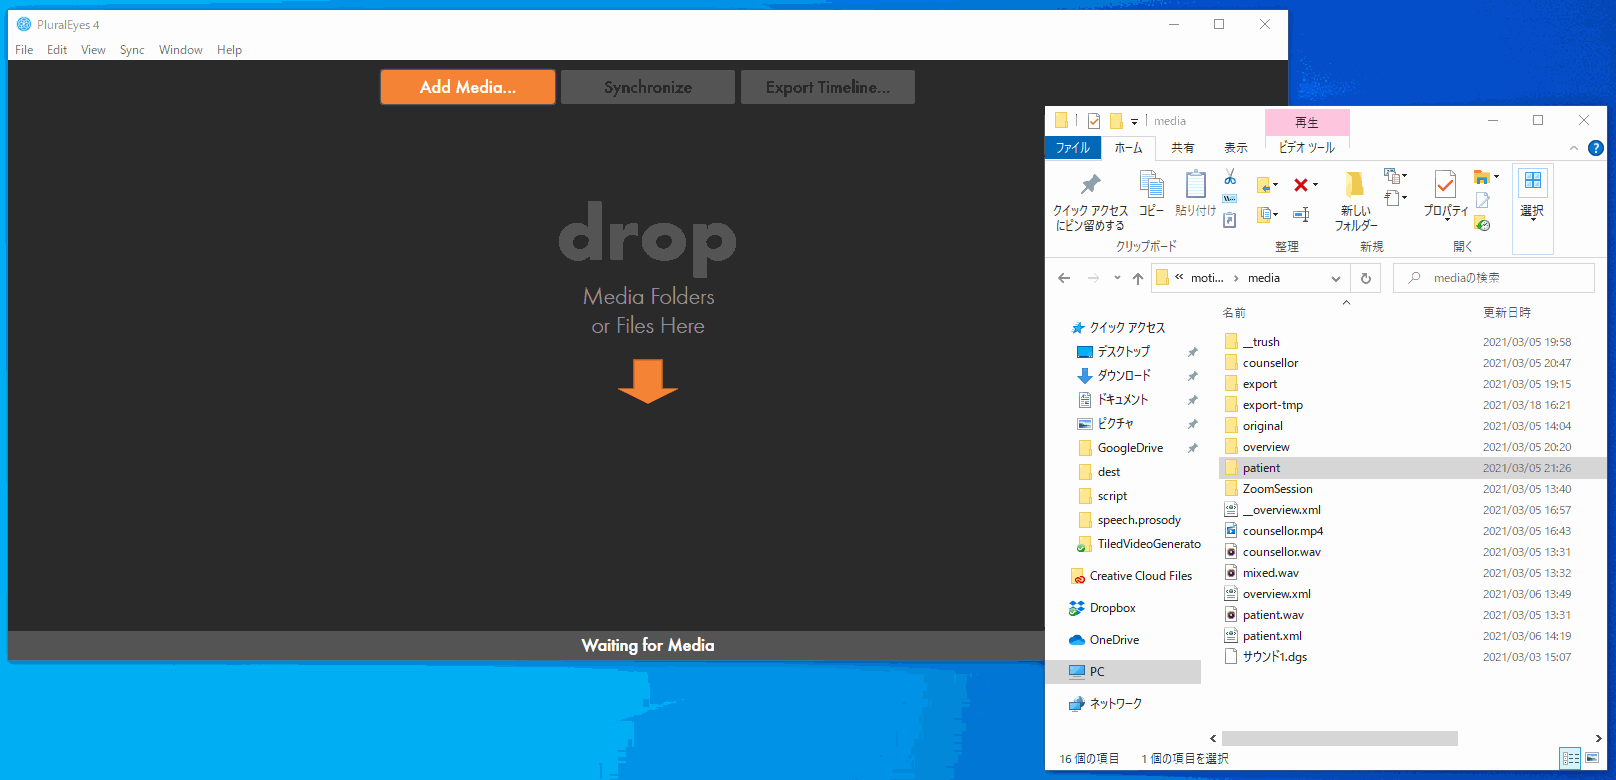 PluralEyes 4
File Edit View Sync Window Help
Add Media... Synchronize Export Timeline...
drop
Media Folders
or Files Here
Waiting for Media
media 再生
ファイル ホーム 共有 表示 ビデオ ツール
クイック アクセス
にピン留めする
コピー
貼り付け
新しい
フォルダー
プロパティ
選択
クリップボード 整理 新規 開く
« moti... › media
mediaの検索
名前 更新日時
クイック アクセス
デスクトップ
ダウンロード
ドキュメント
ピクチャ
GoogleDrive
dest
script
speech.prosody
TiledVideoGenerato
Creative Cloud Files
Dropbox
OneDrive
PC
ネットワーク
__trush 2021/03/05 19:58
counsellor 2021/03/05 20:47
export 2021/03/05 19:15
export-tmp 2021/03/18 16:21
original 2021/03/05 14:04
overview 2021/03/05 20:20
patient 2021/03/05 21:26
ZoomSession 2021/03/05 13:40
__overview.xml 2021/03/05 16:57
counsellor.mp4 2021/03/05 16:43
counsellor.wav 2021/03/05 13:31
mixed.wav 2021/03/05 13:32
overview.xml 2021/03/06 13:49
patient.wav 2021/03/05 13:31
patient.xml 2021/03/06 14:19
サウンド1.dgs 2021/03/03 15:07
16 個の項目 1 個の項目を選択